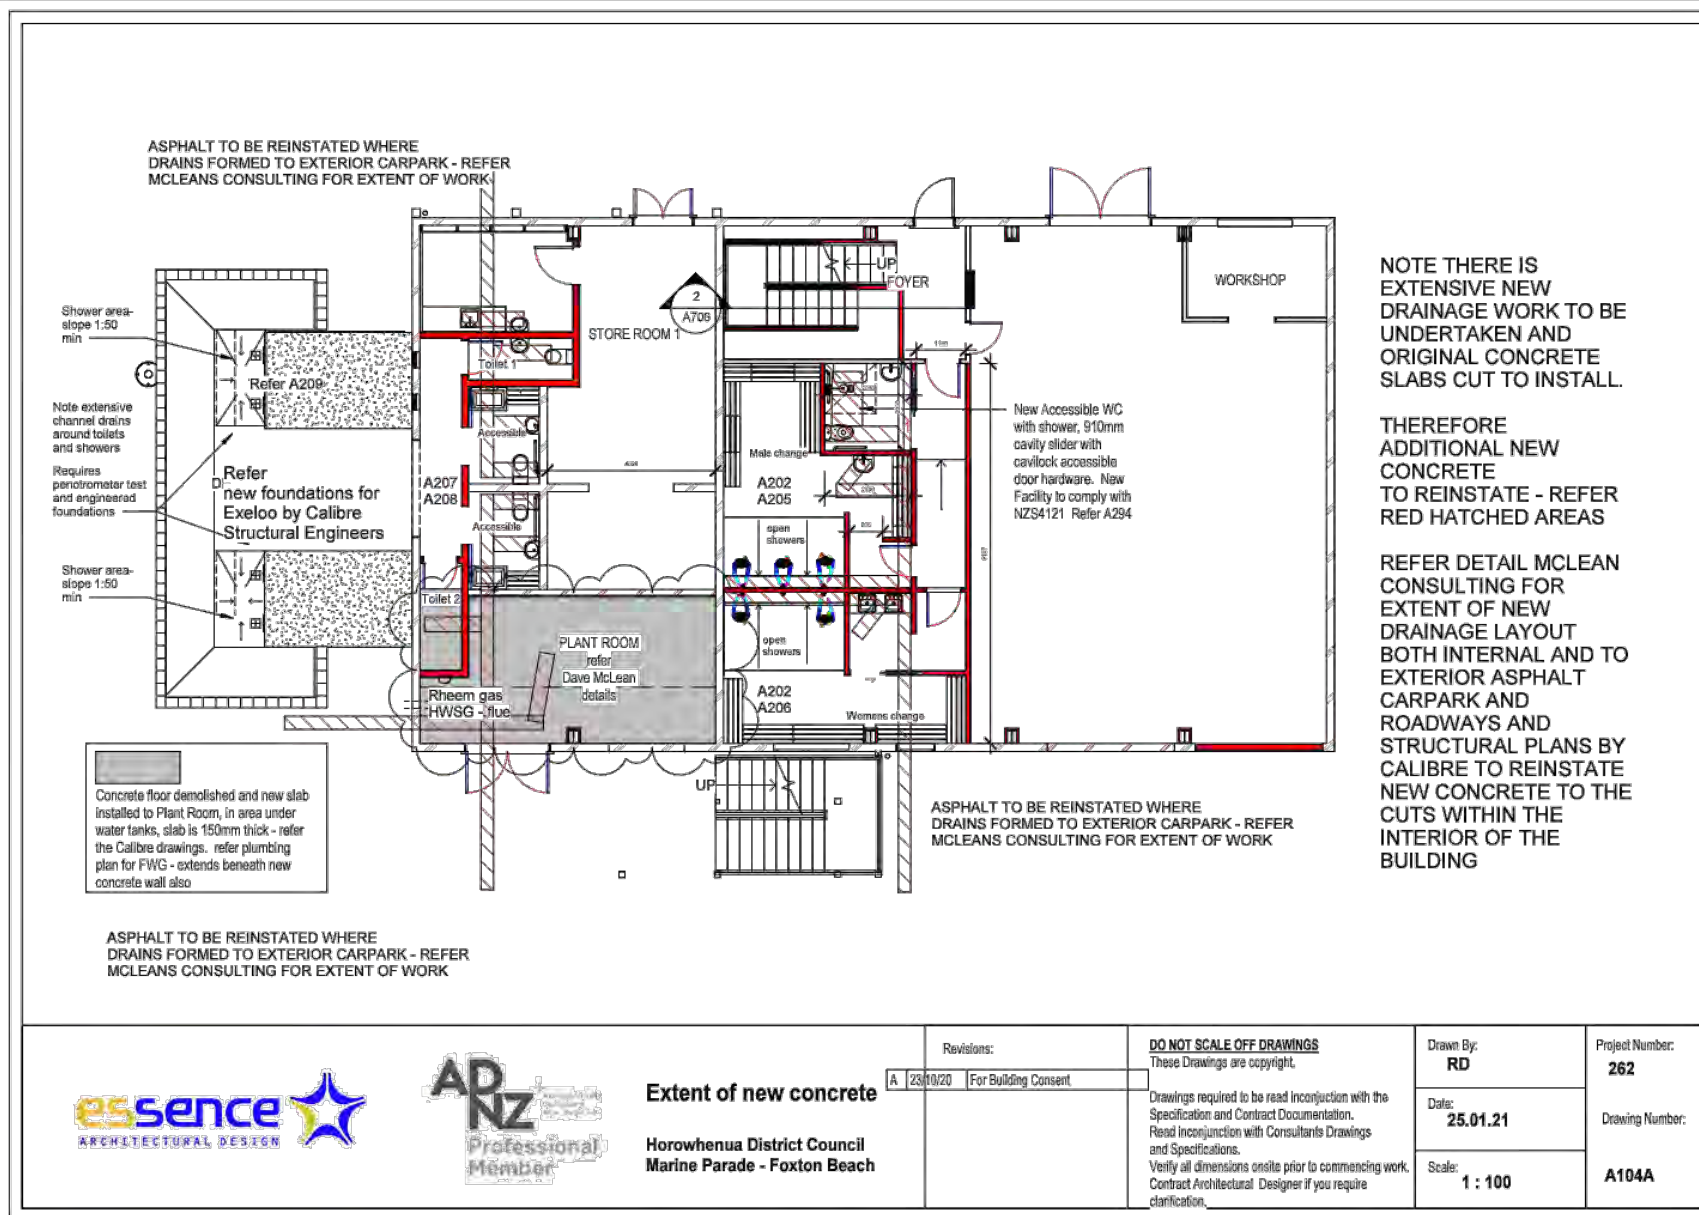 ASPHALT TO BE REINSTATED WHERE
DRAINS FORMED TO EXTERIOR CARPARK - REFER
MCLEANS CONSULTING FOR EXTENT OF WORK
Shower area-
slope 1:50
min
Refer A209
Note extensive
channel drains
around toilets
and showers
Requires
penetrometer test
and engineered
foundations
D
Refer
new foundations for
Exeloo by Calibre
Structural Engineers
Shower area-
slope 1:50
min
STORE ROOM 1
2
A706
UP
FOYER
WORKSHOP
Toilet 1
Accessible
A207
A208
Accessible
Toilet 2
Male change
A202
A205
open
showers
open
showers
A202
A206
Womens change
New Accessible WC
with shower, 910mm
cavity slider with
cavilock accessible
door hardware. New
Facility to comply with
NZS4121 Refer A294
PLANT ROOM
refer
Dave McLean
details
Rheem gas
HWSG - flue
UP
NOTE THERE IS
EXTENSIVE NEW
DRAINAGE WORK TO BE
UNDERTAKEN AND
ORIGINAL CONCRETE
SLABS CUT TO INSTALL.
THEREFORE
ADDITIONAL NEW
CONCRETE
TO REINSTATE - REFER
RED HATCHED AREAS
REFER DETAIL MCLEAN
CONSULTING FOR
EXTENT OF NEW
DRAINAGE LAYOUT
BOTH INTERNAL AND TO
EXTERIOR ASPHALT
CARPARK AND
ROADWAYS AND
STRUCTURAL PLANS BY
CALIBRE TO REINSTATE
NEW CONCRETE TO THE
CUTS WITHIN THE
INTERIOR OF THE
BUILDING
Concrete floor demolished and new slab
installed to Plant Room, in area under
water tanks, slab is 150mm thick - refer
the Calibre drawings. refer plumbing
plan for FWG - extends beneath new
concrete wall also
ASPHALT TO BE REINSTATED WHERE
DRAINS FORMED TO EXTERIOR CARPARK - REFER
MCLEANS CONSULTING FOR EXTENT OF WORK
ASPHALT TO BE REINSTATED WHERE
DRAINS FORMED TO EXTERIOR CARPARK - REFER
MCLEANS CONSULTING FOR EXTENT OF WORK
essence
ARCHITECTURAL DESIGN
ADNZ
Professional
Member
Extent of new concrete
Horowhenua District Council
Marine Parade - Foxton Beach
Revisions:
A 23/10/20 For Building Consent
DO NOT SCALE OFF DRAWINGS
These Drawings are copyright.
Drawings required to be read inconjuction with the
Specification and Contract Documentation.
Read inconjunction with Consultants Drawings
and Specifications.
Verify all dimensions onsite prior to commencing work.
Contract Architectural Designer if you require
clarification.
Drawn By:
RD
Date:
25.01.21
Scale:
1 : 100
Project Number:
262
Drawing Number:
A104A